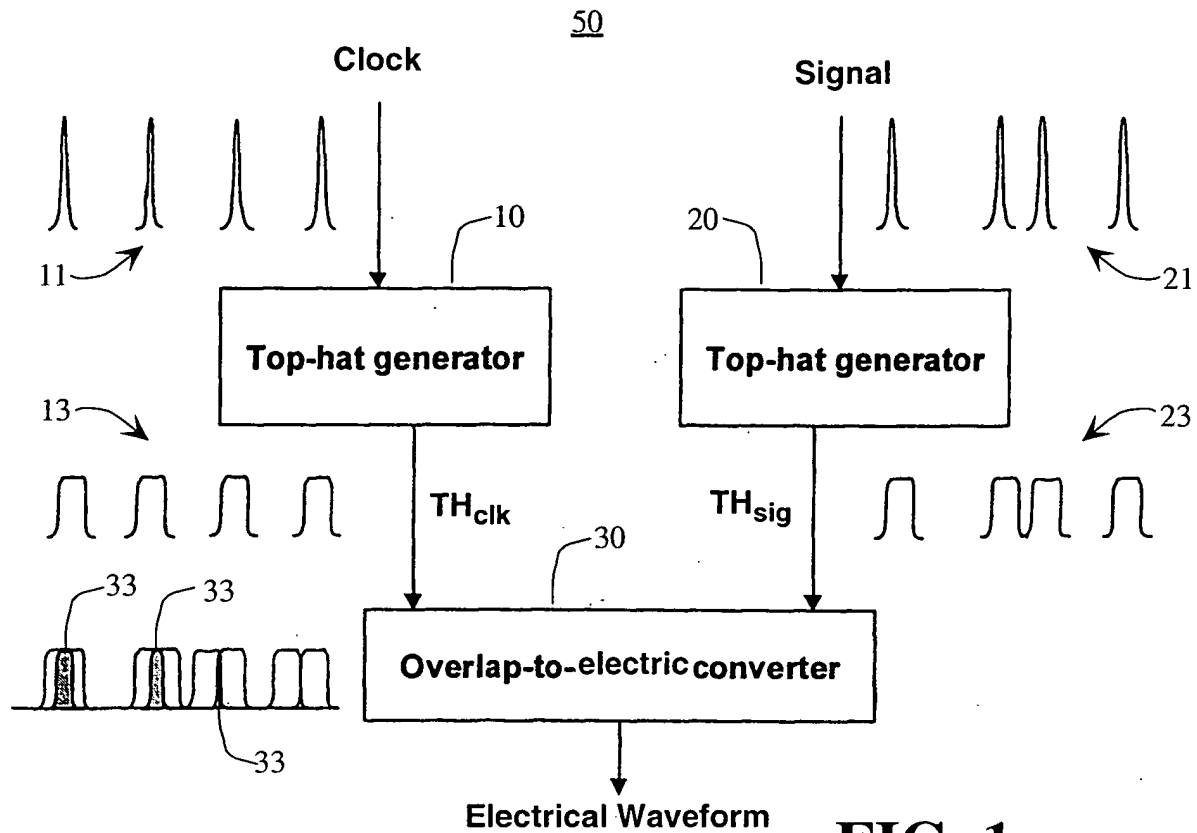 50
Clock
Signal
10
20
11
21
Top-hat generator
Top-hat generator
13
23
THclk
THsig
30
33
33
Overlap-to-electric converter
33
Electrical Waveform
FIG. 1